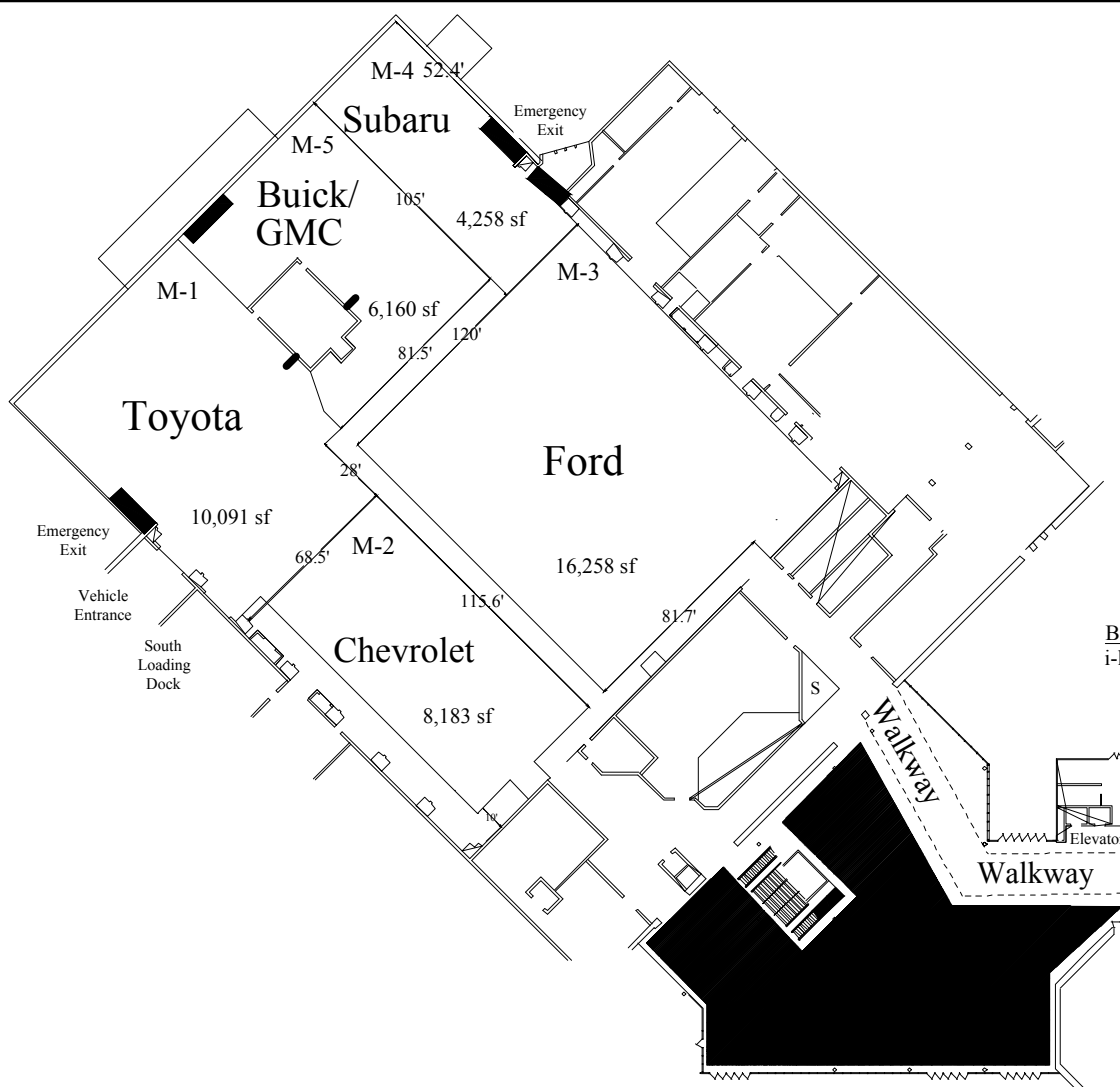 M-4
52.4'
Subaru
Emergency
Exit
M-5
Buick/
GMC
105'
4,258 sf
M-3
M-1
6,160 sf
120'
81.5'
Toyota
Ford
28'
10,091 sf
Emergency
Exit
M-2
68.5'
16,258 sf
Vehicle
Entrance
115.6'
81.7'
South
Loading
Dock
Chevrolet
S
8,183 sf
Walkway
10'
Elevator
Walkway